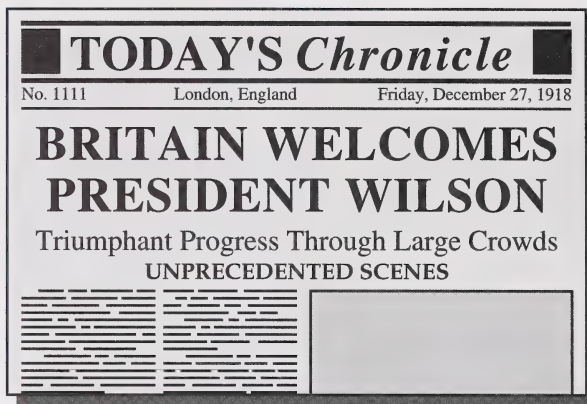 TODAY'S Chronicle
No. 1111 London, England Friday, December 27, 1918
BRITAIN WELCOMES
PRESIDENT WILSON
Triumphant Progress Through Large Crowds
UNPRECEDENTED SCENES